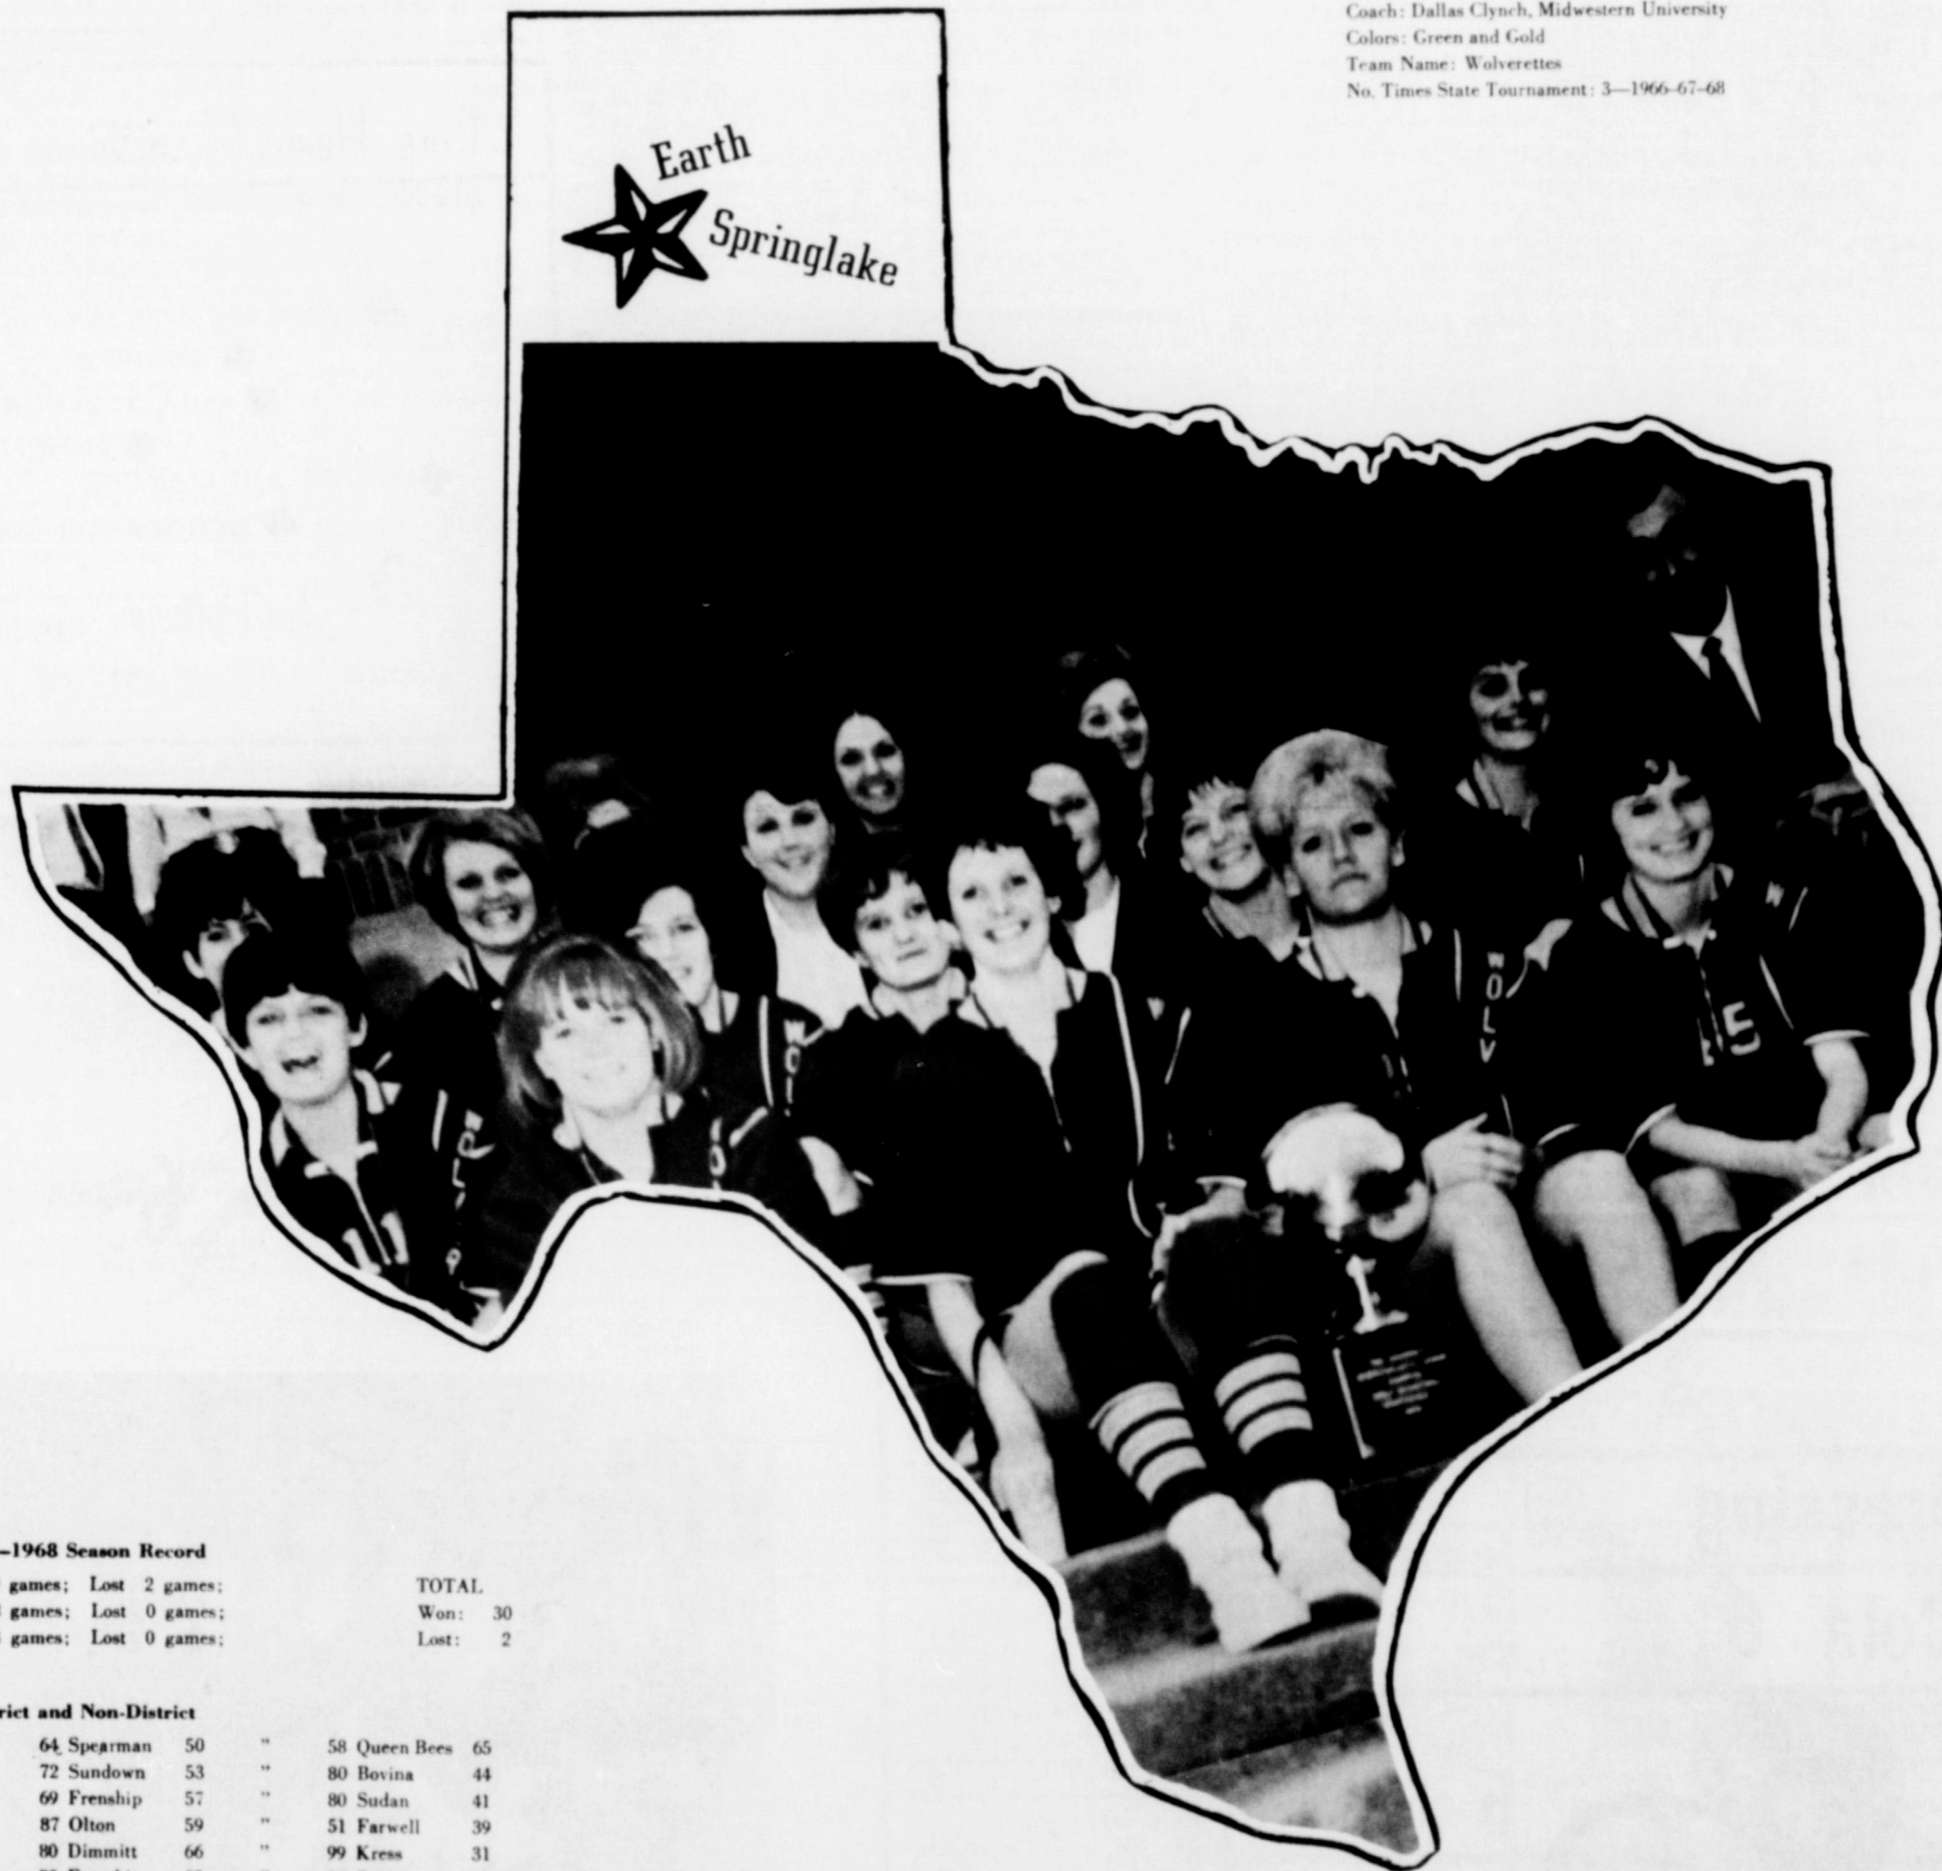 Coach: Dallas Clynch, Midwestern University
Colors: Green and Gold
Team Name: Wolverettes
No. Times State Tournament: 3—1966-67-68
Earth
Springlake
WOLV
15
11
—1968 Season Record
games; Lost 2 games; TOTAL
games; Lost 0 games; Won: 30
games; Lost 0 games; Lost: 2
rict and Non-District
64 Spearman 50 " 58 Queen Bees 65
72 Sundown 53 " 80 Bovina 44
69 Frenship 57 " 80 Sudan 41
87 Olton 59 " 51 Farwell 39
80 Dimmitt 66 " 99 Kress 31